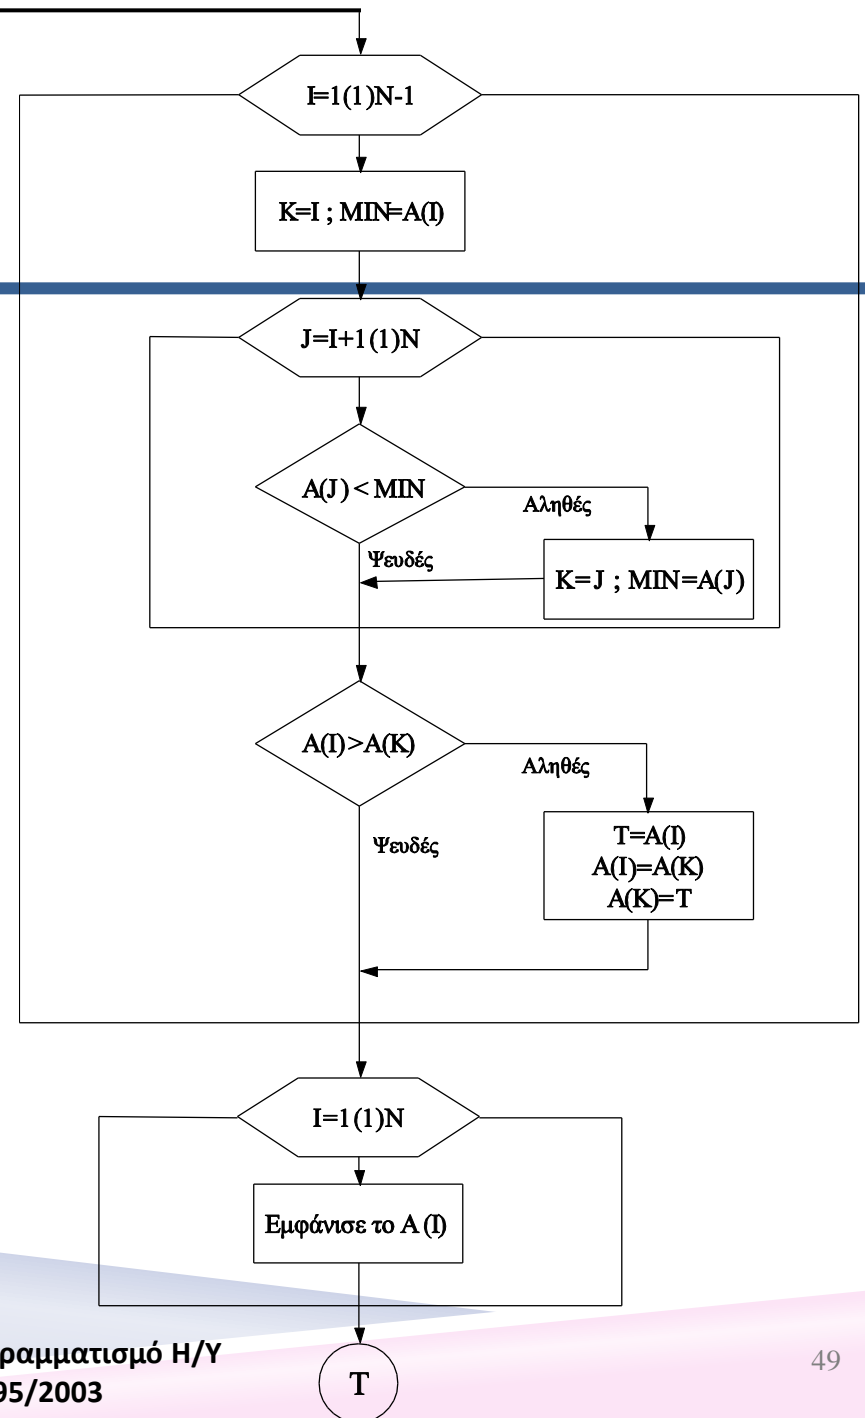 I=1(1)N-1
K=I ; MIN=A(I)
J=I+1(1)N
A(J) < MIN
Αληθές
Ψευδές
K=J ; MIN=A(J)
A(I)>A(K)
Αληθές
Ψευδές
T=A(I)
A(I)=A(K)
A(K)=T
I=1(1)N
Εμφάνισε το A (I)
ραμματισμό Η/Υ
95/2003
T
49